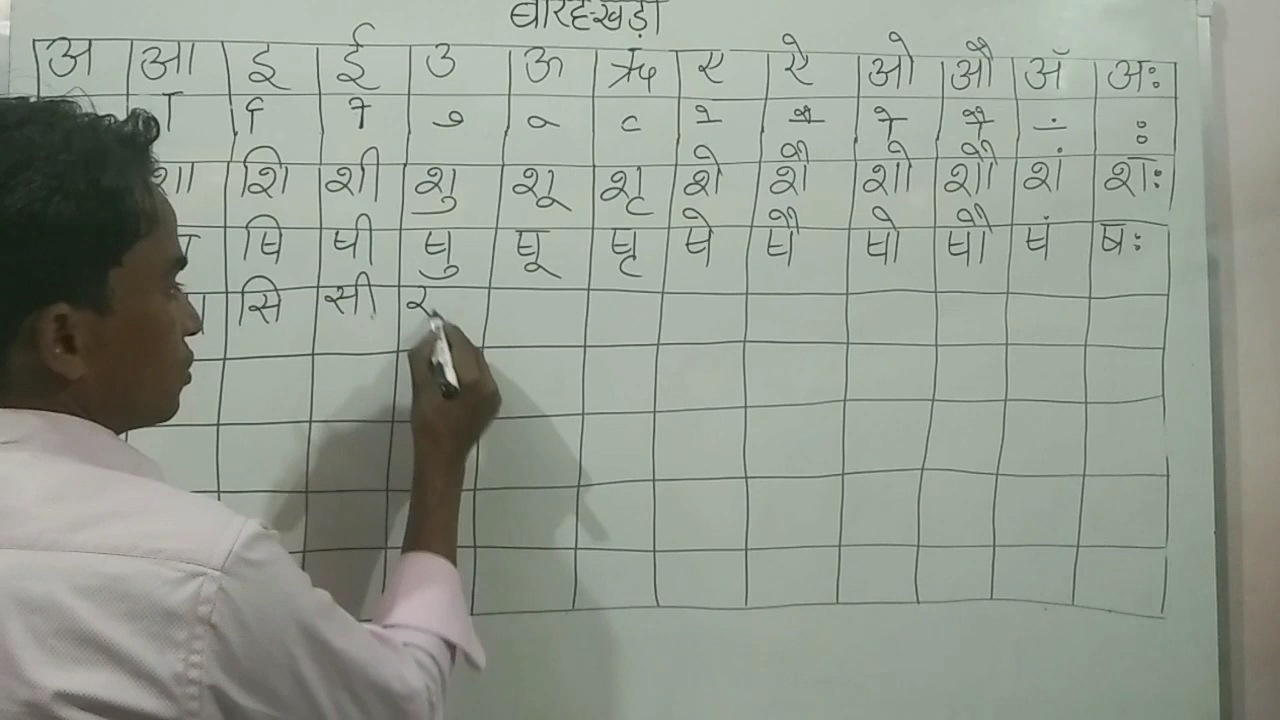 बारहखड़ी
अ आ इ ई उ ऊ ऋ ए ऐ ओ औ अं अः
ा ि ी ु ू ृ े ै ो ौ ं ः
शा शि शी शु शू शृ शे शै शो शौ शं शः
षि षी षु षू षृ षे षै षो षौ षं षः
सि सी